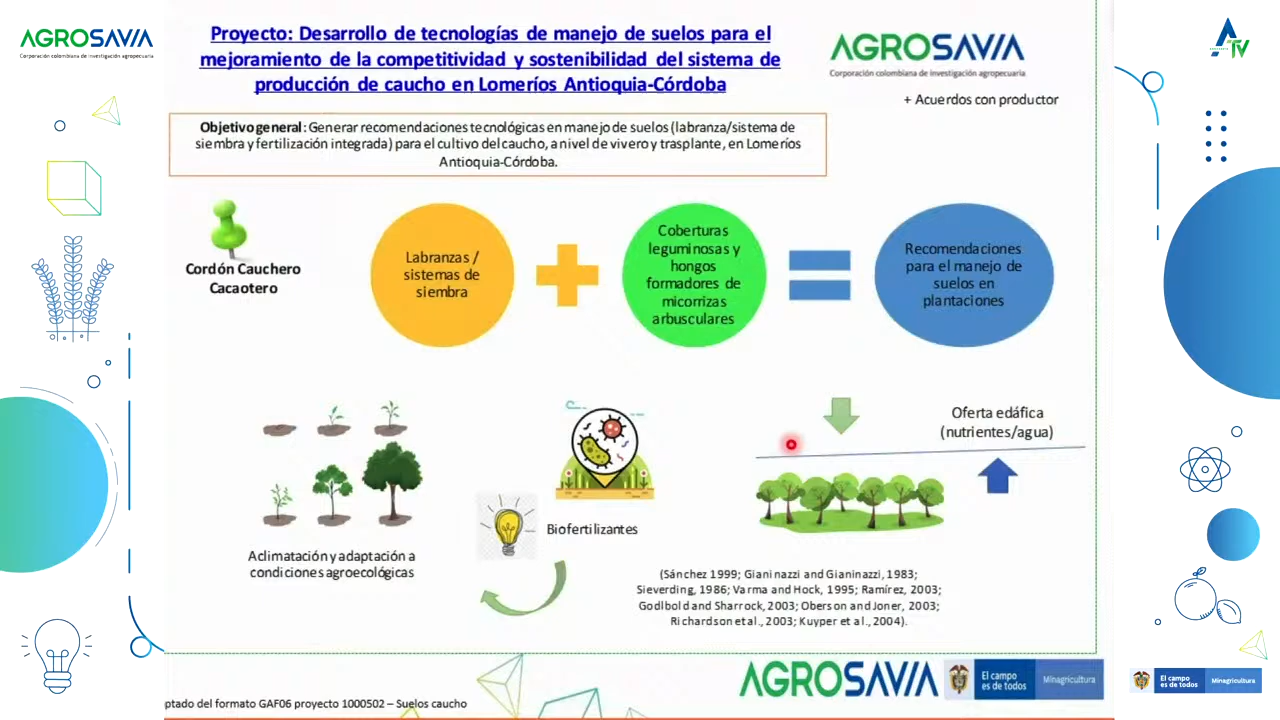 AGROSAVIA
Corporación colombiana de investigación agropecuaria
Proyecto: Desarrollo de tecnologías de manejo de suelos para el
mejoramiento de la competitividad y sostenibilidad del sistema de
producción de caucho en Lomeríos Antioquia-Córdoba
AGROSAVIA
Corporación colombiana de investigación agropecuaria
+ Acuerdos con productor
TV
Objetivo general: Generar recomendaciones tecnológicas en manejo de suelos (labranza/sistema de
siembra y fertilización integrada) para el cultivo del caucho, a nivel de vivero y trasplante, en Lomeríos
Antioquia-Córdoba.
Cordón Cauchero
Cacaotero
Labranzas /
sistemas de
siembra
Coberturas
leguminosas y
hongos
formadores de
micorrizas
arbusculares
Recomendaciones
para el manejo de
suelos en
plantaciones
Oferta edáfica
(nutrientes/agua)
Biofertilizantes
Aclimatación y adaptación a
condiciones agroecológicas
(Sánchez 1999; Gianinazzi and Gianinazzi, 1983;
Sieverding, 1986; Varma and Hock, 1995; Ramírez, 2003;
Godlbold and Sharrock, 2003; Oberson and Joner, 2003;
Richardson et al., 2003; Kuyper et al., 2004).
AGROSAVIA
El campo
es de todos
Minagricultura
El campo
es de todos
Minagricultura
ptado del formato GAF06 proyecto 1000502 – Suelos caucho